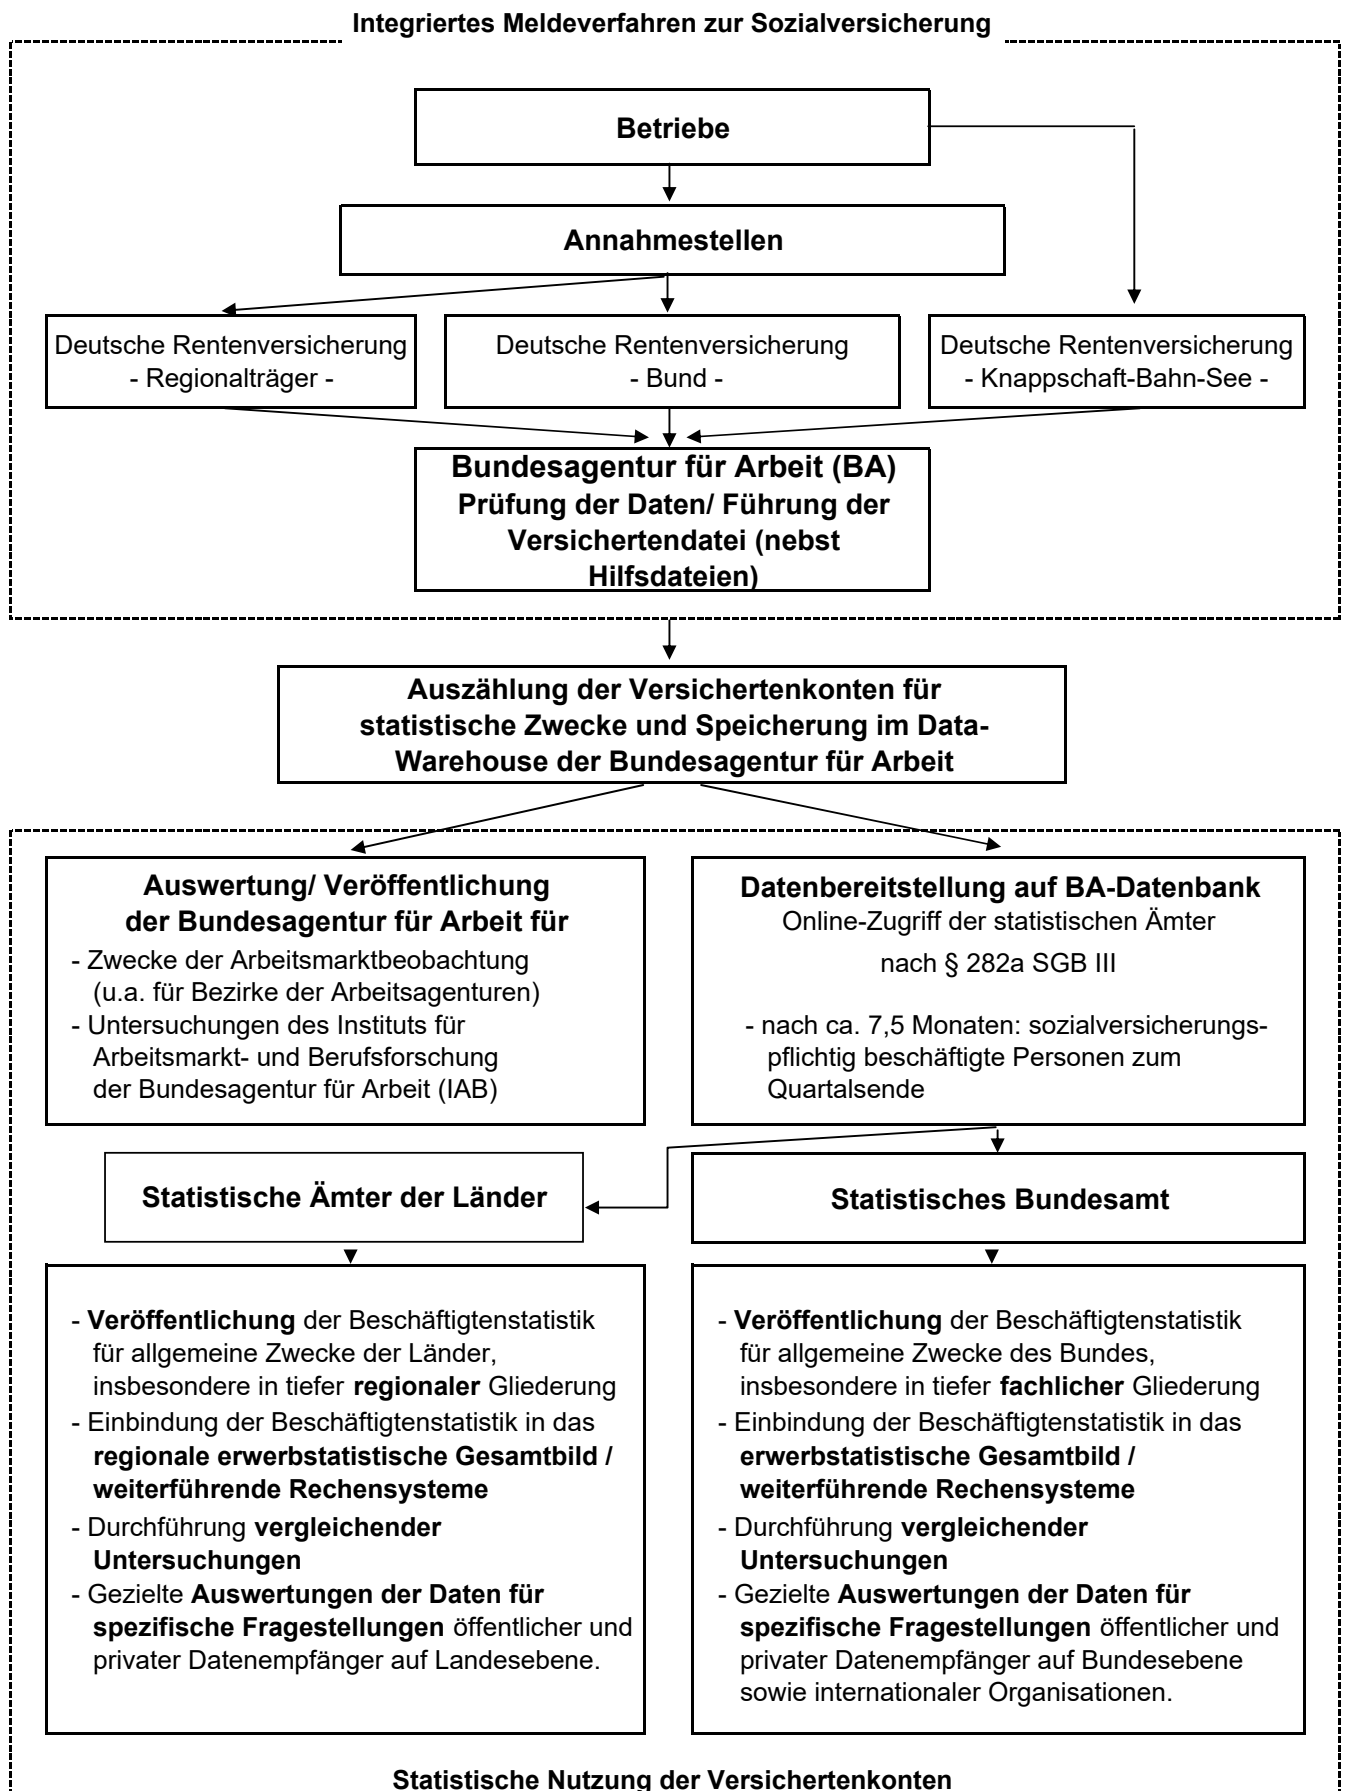 Integriertes Meldeverfahren zur Sozialversicherung
Betriebe
Annahmestellen
Deutsche Rentenversicherung
- Regionalträger -
Deutsche Rentenversicherung
- Bund -
Deutsche Rentenversicherung
- Knappschaft-Bahn-See -
Bundesagentur für Arbeit (BA)
Prüfung der Daten/ Führung der
Versichertendatei (nebst
Hilfsdateien)
Auszählung der Versichertenkonten für
statistische Zwecke und Speicherung im Data-
Warehouse der Bundesagentur für Arbeit
Auswertung/ Veröffentlichung
der Bundesagentur für Arbeit für
- Zwecke der Arbeitsmarktbeobachtung
(u.a. für Bezirke der Arbeitsagenturen)
- Untersuchungen des Instituts für
Arbeitsmarkt- und Berufsforschung
der Bundesagentur für Arbeit (IAB)
Datenbereitstellung auf BA-Datenbank
Online-Zugriff der statistischen Ämter
nach § 282a SGB III
- nach ca. 7,5 Monaten: sozialversicherungs-
pflichtig beschäftigte Personen zum
Quartalsende
Statistische Ämter der Länder
Statistisches Bundesamt
- Veröffentlichung der Beschäftigtenstatistik
für allgemeine Zwecke der Länder,
insbesondere in tiefer regionaler Gliederung
- Einbindung der Beschäftigtenstatistik in das
regionale erwerbstatistische Gesamtbild /
weiterführende Rechensysteme
- Durchführung vergleichender
Untersuchungen
- Gezielte Auswertungen der Daten für
spezifische Fragestellungen öffentlicher und
privater Datenempfänger auf Landesebene.
- Veröffentlichung der Beschäftigtenstatistik
für allgemeine Zwecke des Bundes,
insbesondere in tiefer fachlicher Gliederung
- Einbindung der Beschäftigtenstatistik in das
erwerbstatistische Gesamtbild /
weiterführende Rechensysteme
- Durchführung vergleichender
Untersuchungen
- Gezielte Auswertungen der Daten für
spezifische Fragestellungen öffentlicher und
privater Datenempfänger auf Bundesebene
sowie internationaler Organisationen.
Statistische Nutzung der Versichertenkonten